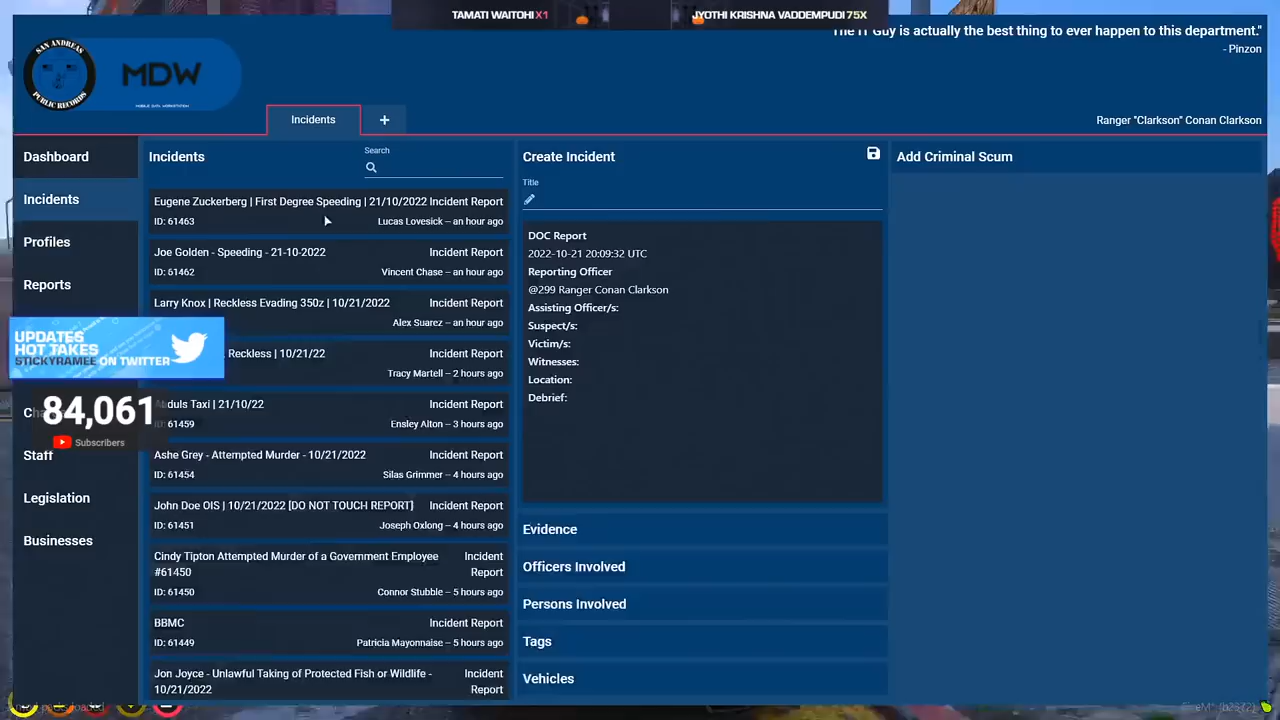 TAMATI WAITOHI X1
JYOTHI KRISHNA VADDEMPUDI 75X
The IT Guy is actually the best thing to ever happen to this department."
- Pinzon
SAN ANDREAS
PUBLIC RECORDS
MDW
MOBILE DATA WORKSTATION
Incidents
+
Ranger "Clarkson" Conan Clarkson
Dashboard
Incidents
Profiles
Reports
Staff
Legislation
Businesses
UPDATES
HOT TAKES
STICKYRAMEE ON TWITTER
84,061
Subscribers
Incidents
Search
Eugene Zuckerberg | First Degree Speeding | 21/10/2022 Incident Report
ID: 61463 Lucas Lovesick – an hour ago
Joe Golden - Speeding - 21-10-2022 Incident Report
ID: 61462 Vincent Chase – an hour ago
Larry Knox | Reckless Evading 350z | 10/21/2022 Incident Report
Alex Suarez – an hour ago
Reckless | 10/21/22 Incident Report
Tracy Martell – 2 hours ago
Abduls Taxi | 21/10/22 Incident Report
ID: 61459 Ensley Alton – 3 hours ago
Ashe Grey - Attempted Murder - 10/21/2022 Incident Report
ID: 61454 Silas Grimmer – 4 hours ago
John Doe OIS | 10/21/2022 [DO NOT TOUCH REPORT] Incident Report
ID: 61451 Joseph Oxlong – 4 hours ago
Cindy Tipton Attempted Murder of a Government Employee Incident
#61450 Report
ID: 61450 Connor Stubble – 5 hours ago
BBMC Incident Report
ID: 61449 Patricia Mayonnaise – 5 hours ago
Jon Joyce - Unlawful Taking of Protected Fish or Wildlife - Incident
10/21/2022 Report
Create Incident
Title
DOC Report
2022-10-21 20:09:32 UTC
Reporting Officer
@299 Ranger Conan Clarkson
Assisting Officer/s:
Suspect/s:
Victim/s:
Witnesses:
Location:
Debrief:
Evidence
Officers Involved
Persons Involved
Tags
Vehicles
Add Criminal Scum